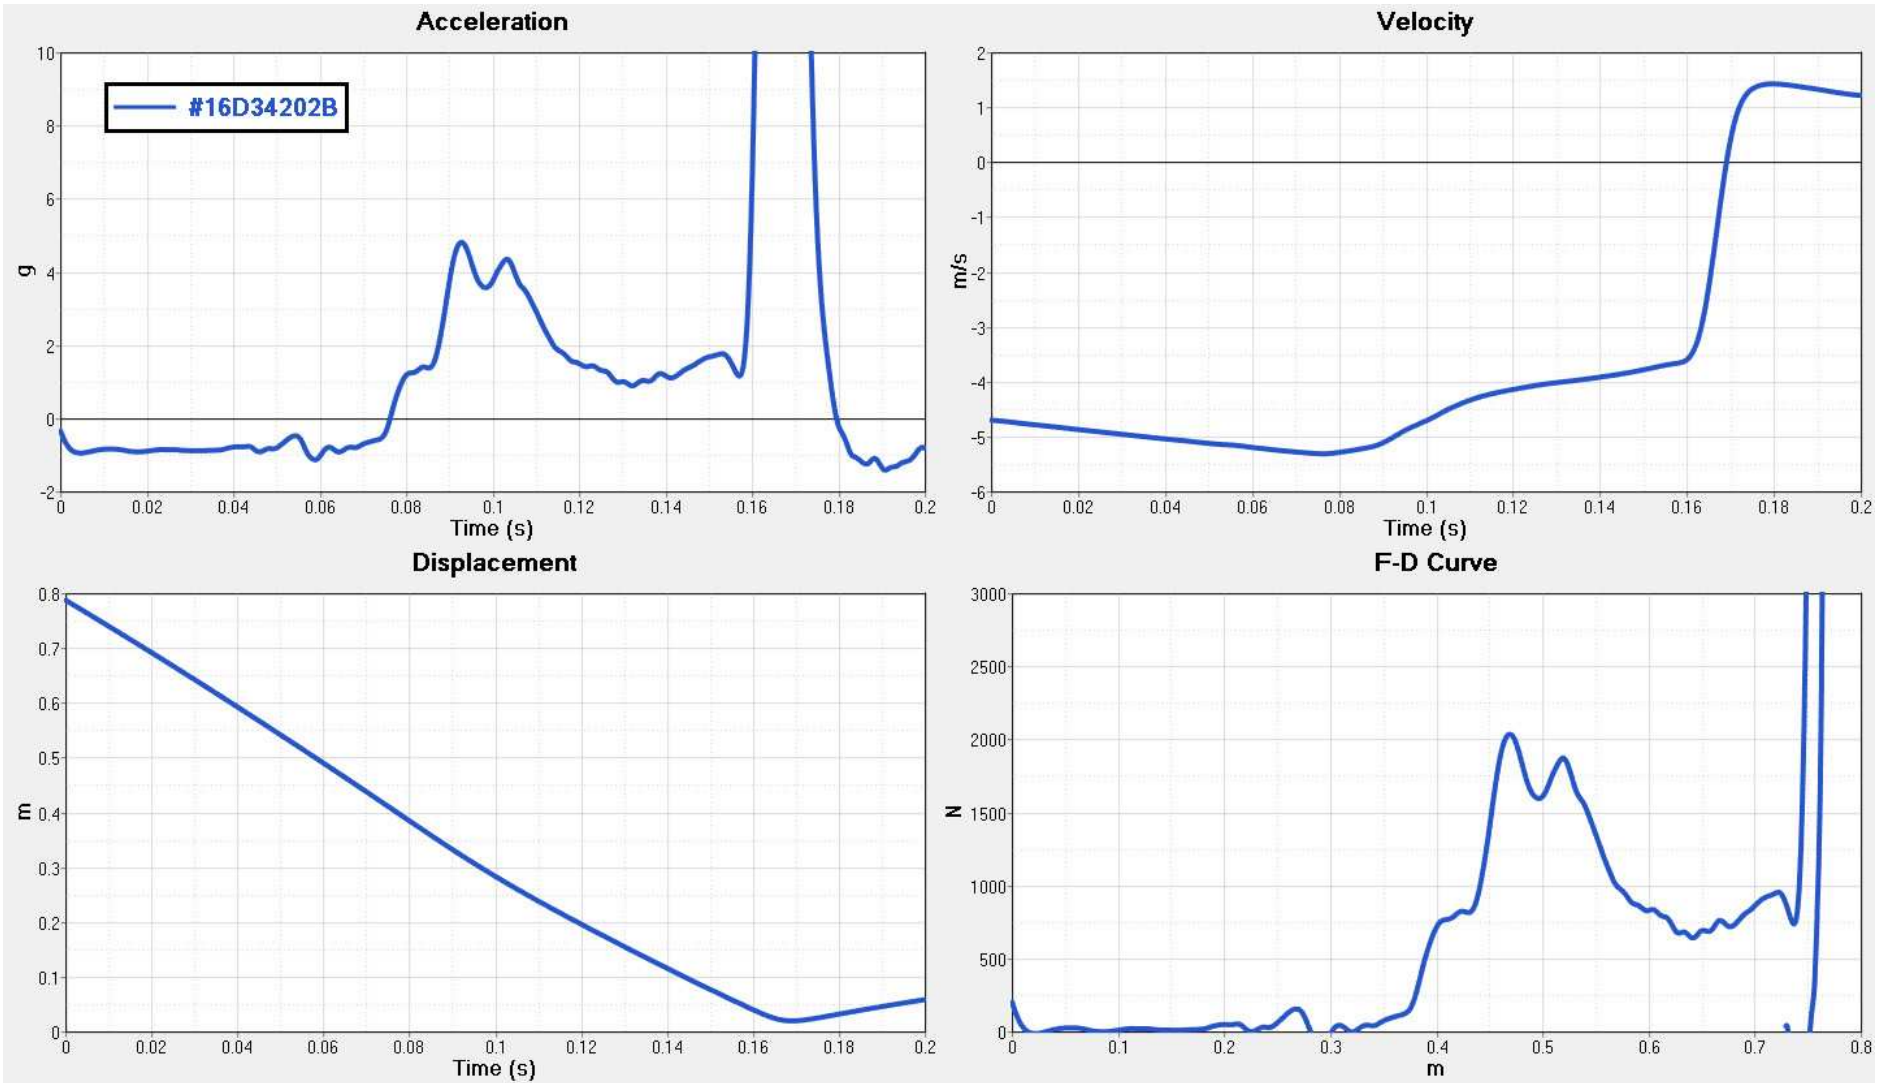 Acceleration
10
8
6
4
2
0
-2
g
#16D34202B
0 0.02 0.04 0.06 0.08 0.1 0.12 0.14 0.16 0.18 0.2
Time (s)
Velocity
2
1
0
-1
-2
-3
-4
-5
-6
m/s
0 0.02 0.04 0.06 0.08 0.1 0.12 0.14 0.16 0.18 0.2
Time (s)
Displacement
0.8
0.7
0.6
0.5
0.4
0.3
0.2
0.1
0
m
0 0.02 0.04 0.06 0.08 0.1 0.12 0.14 0.16 0.18 0.2
Time (s)
F-D Curve
3000
2500
2000
1500
1000
500
0
N
0 0.1 0.2 0.3 0.4 0.5 0.6 0.7 0.8
m